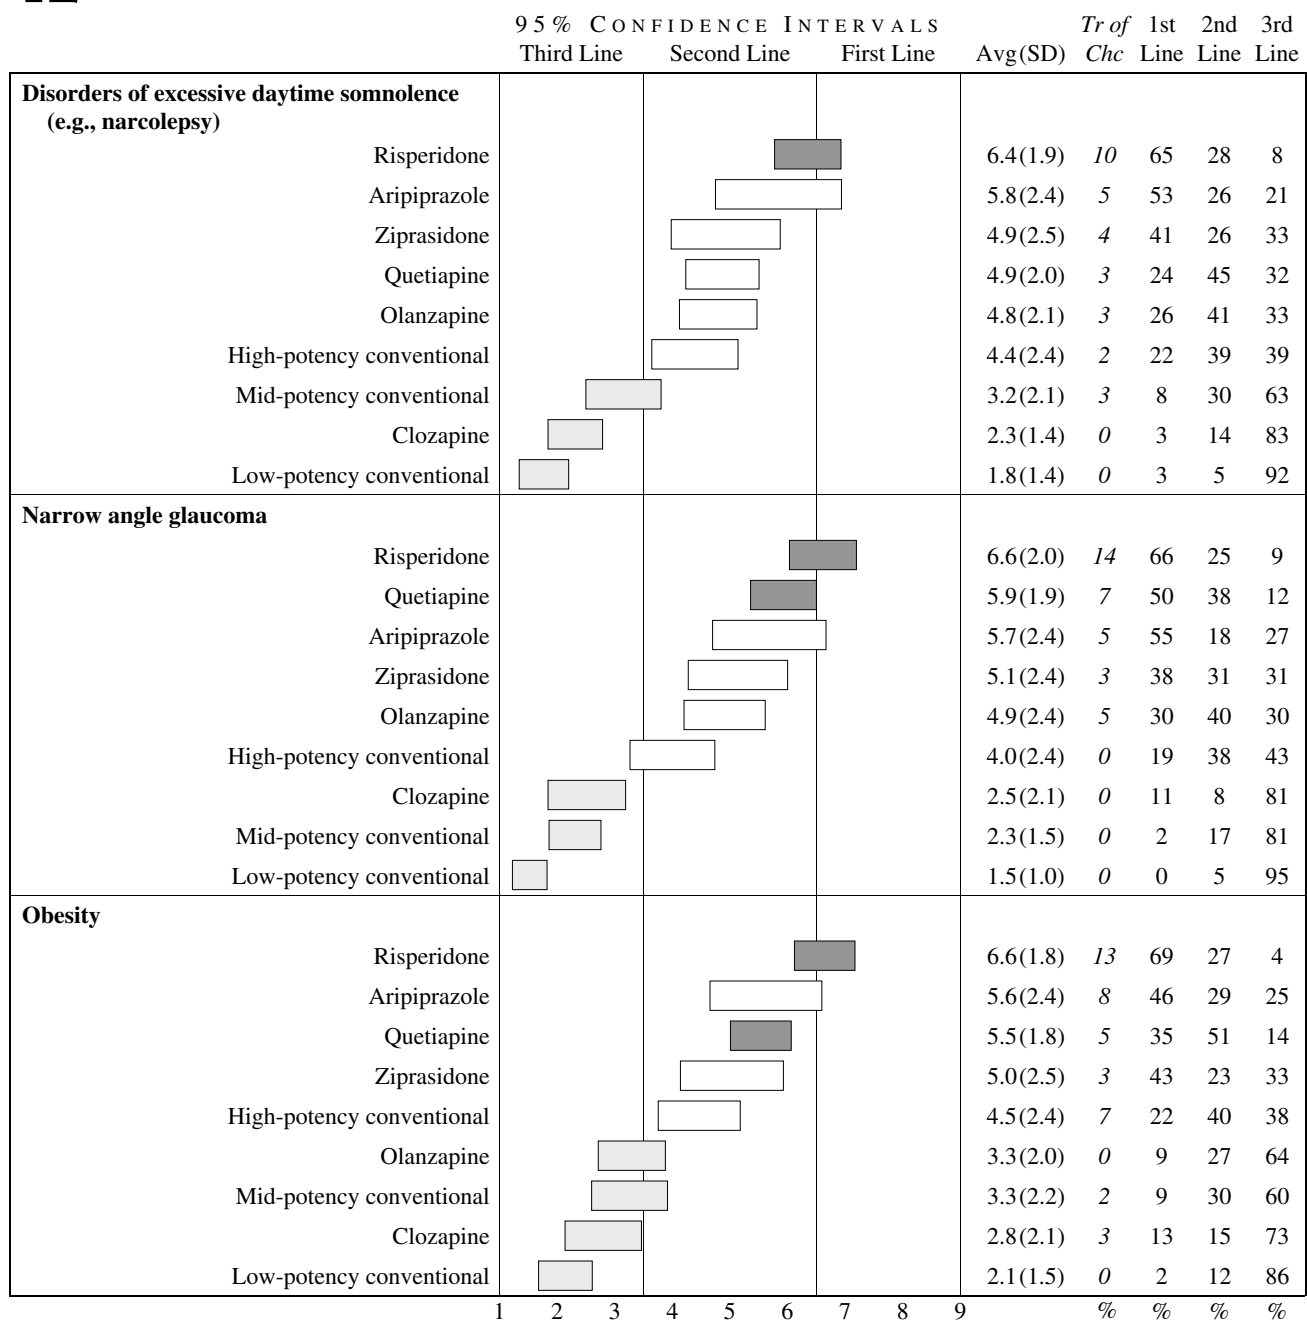 95% CONFIDENCE INTERVALS Tr of 1st 2nd 3rd
Third Line Second Line First Line Avg(SD) Chc Line Line Line
Disorders of excessive daytime somnolence
(e.g., narcolepsy)
Risperidone 6.4(1.9) 10 65 28 8
Aripiprazole 5.8(2.4) 5 53 26 21
Ziprasidone 4.9(2.5) 4 41 26 33
Quetiapine 4.9(2.0) 3 24 45 32
Olanzapine 4.8(2.1) 3 26 41 33
High-potency conventional 4.4(2.4) 2 22 39 39
Mid-potency conventional 3.2(2.1) 3 8 30 63
Clozapine 2.3(1.4) 0 3 14 83
Low-potency conventional 1.8(1.4) 0 3 5 92
Narrow angle glaucoma
Risperidone 6.6(2.0) 14 66 25 9
Quetiapine 5.9(1.9) 7 50 38 12
Aripiprazole 5.7(2.4) 5 55 18 27
Ziprasidone 5.1(2.4) 3 38 31 31
Olanzapine 4.9(2.4) 5 30 40 30
High-potency conventional 4.0(2.4) 0 19 38 43
Clozapine 2.5(2.1) 0 11 8 81
Mid-potency conventional 2.3(1.5) 0 2 17 81
Low-potency conventional 1.5(1.0) 0 0 5 95
Obesity
Risperidone 6.6(1.8) 13 69 27 4
Aripiprazole 5.6(2.4) 8 46 29 25
Quetiapine 5.5(1.8) 5 35 51 14
Ziprasidone 5.0(2.5) 3 43 23 33
High-potency conventional 4.5(2.4) 7 22 40 38
Olanzapine 3.3(2.0) 0 9 27 64
Mid-potency conventional 3.3(2.2) 2 9 30 60
Clozapine 2.8(2.1) 3 13 15 73
Low-potency conventional 2.1(1.5) 0 2 12 86
1 2 3 4 5 6 7 8 9 % % % %